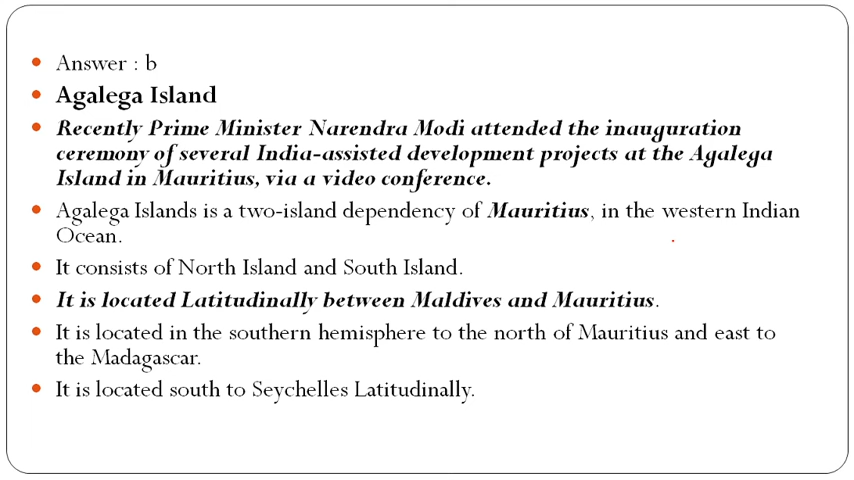 Answer : b
Agalega Island
Recently Prime Minister Narendra Modi attended the inauguration
ceremony of several India-assisted development projects at the Agalega
Island in Mauritius, via a video conference.
Agalega Islands is a two-island dependency of Mauritius, in the western Indian
Ocean.
It consists of North Island and South Island.
It is located Latitudinally between Maldives and Mauritius.
It is located in the southern hemisphere to the north of Mauritius and east to
the Madagascar.
It is located south to Seychelles Latitudinally.